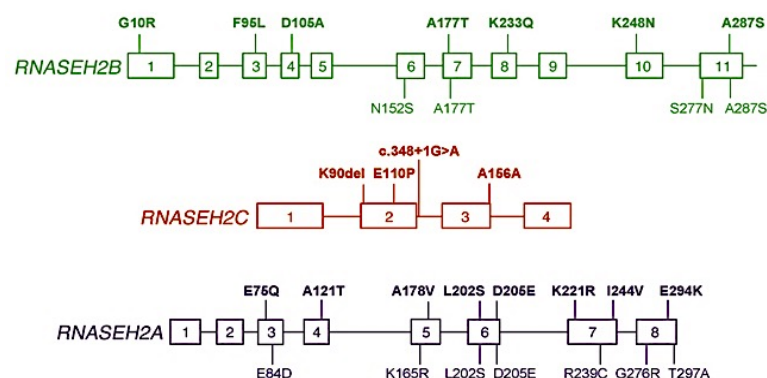 G10R F95L D105A A177T K233Q K248N A287S
RNASEH2B 1 2 3 4 5 6 7 8 9 10 11
N152S A177T S277N A287S
c.348+1G>A
K90del E110P A156A
RNASEH2C 1 2 3 4
E75Q A121T A178V L202S D205E K221R I244V E294K
RNASEH2A 1 2 3 4 5 6 7 8
E84D K165R L202S D205E R239C G276R T297A